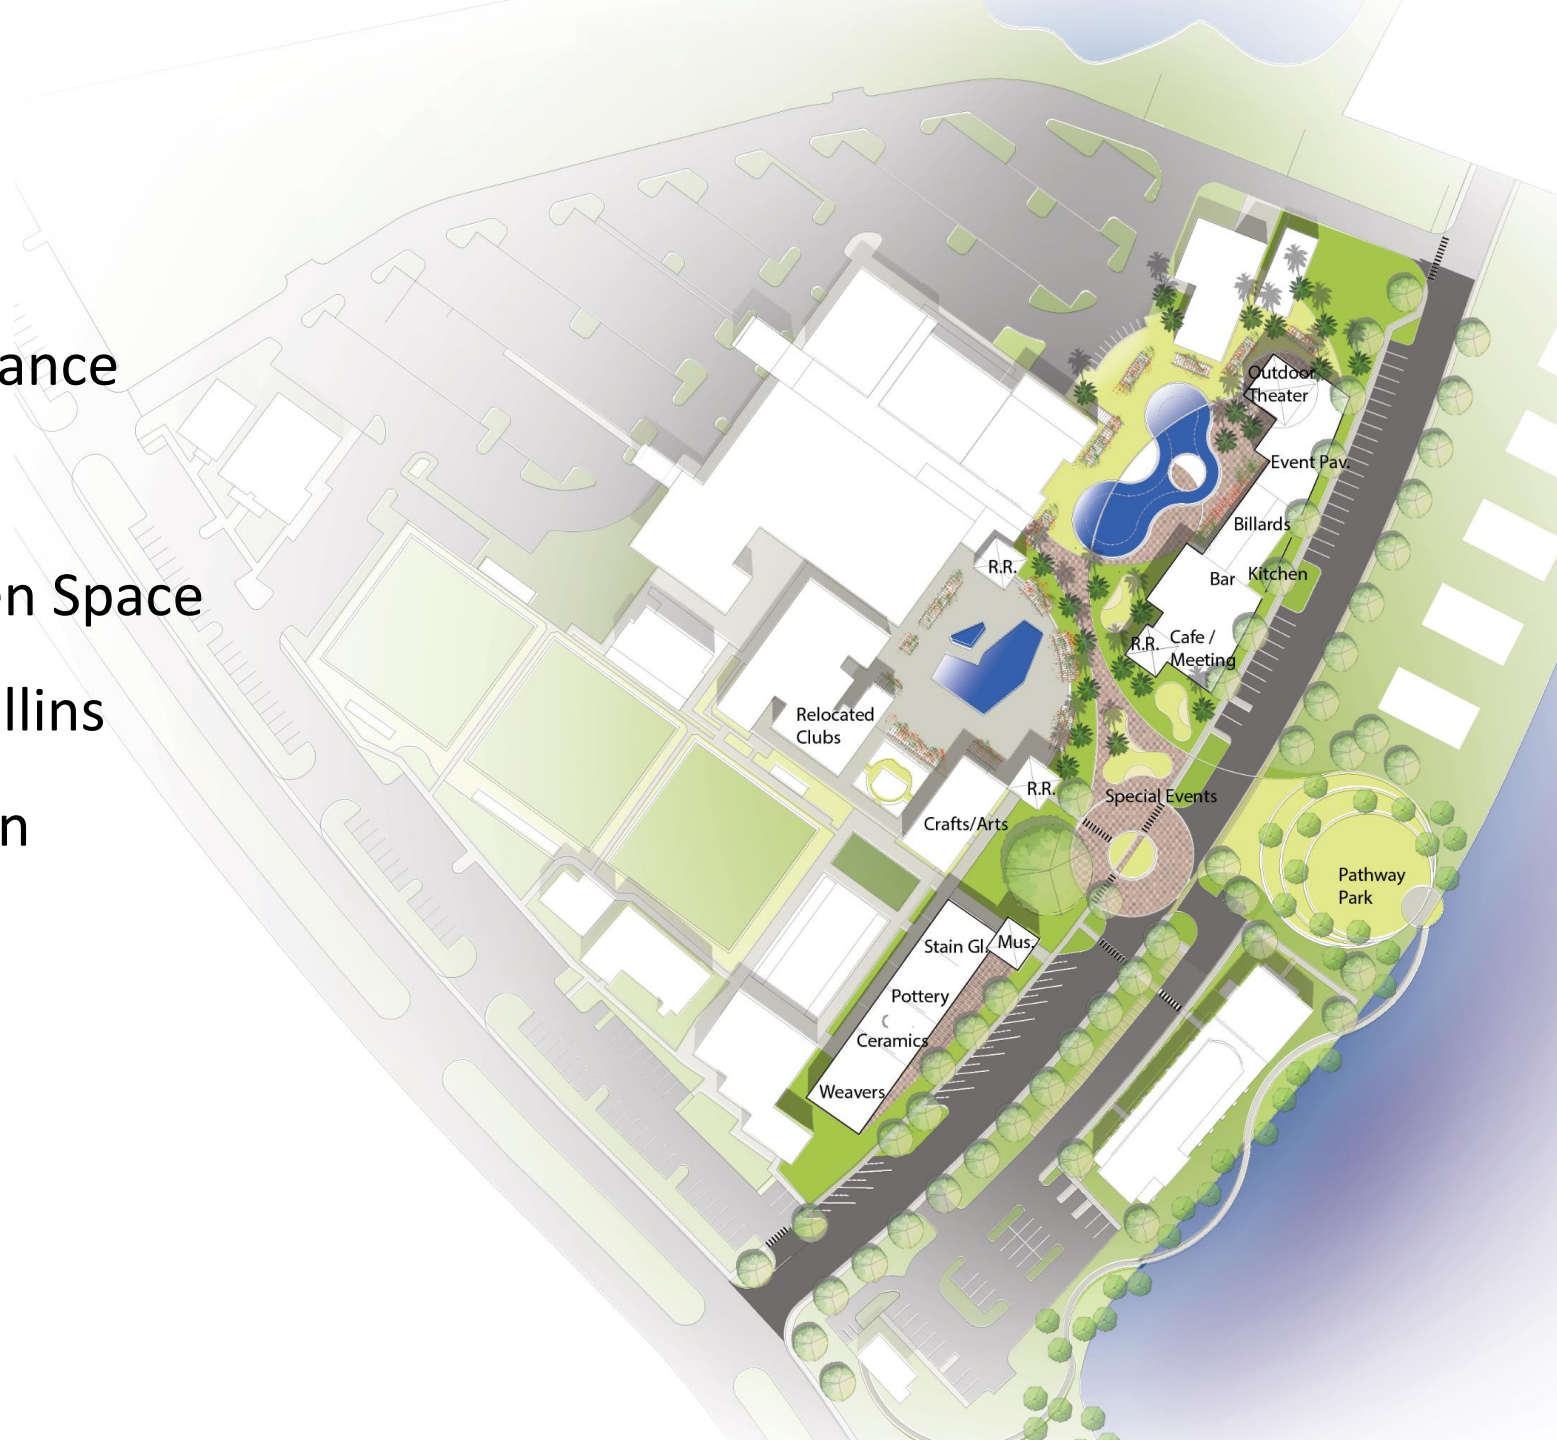 ance
n Space
llins
n
Outdoor
Theater
Event Pav.
Billards
Bar
Kitchen
R.R.
R.R.
Cafe /
Meeting
Relocated
Clubs
R.R.
Special Events
Crafts/Arts
Pathway
Park
Stain Gl.
Mus.
Pottery
Ceramics
Weavers